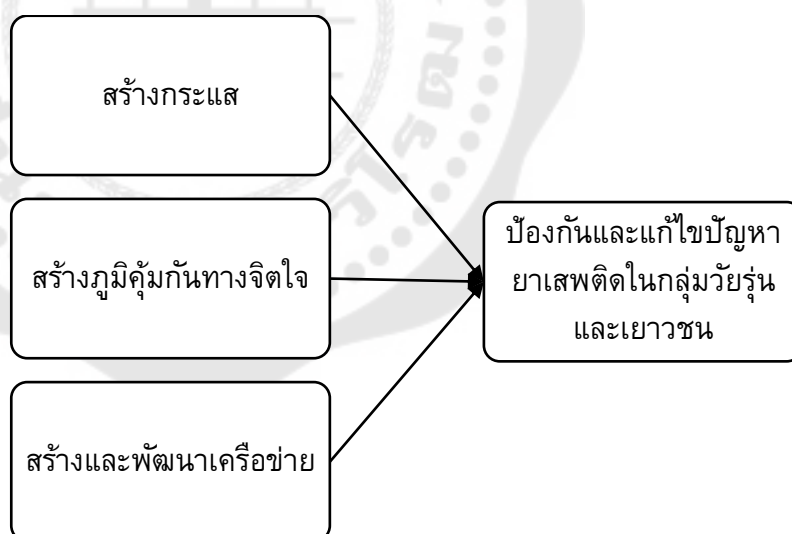 สร้างกระแส
สร้างภูมิคุ้มกันทางจิตใจ
สร้างและพัฒนาเครือข่าย
ป้องกันและแก้ไขปัญหา
ยาเสพติดในกลุ่มวัยรุ่น
และเยาวชน